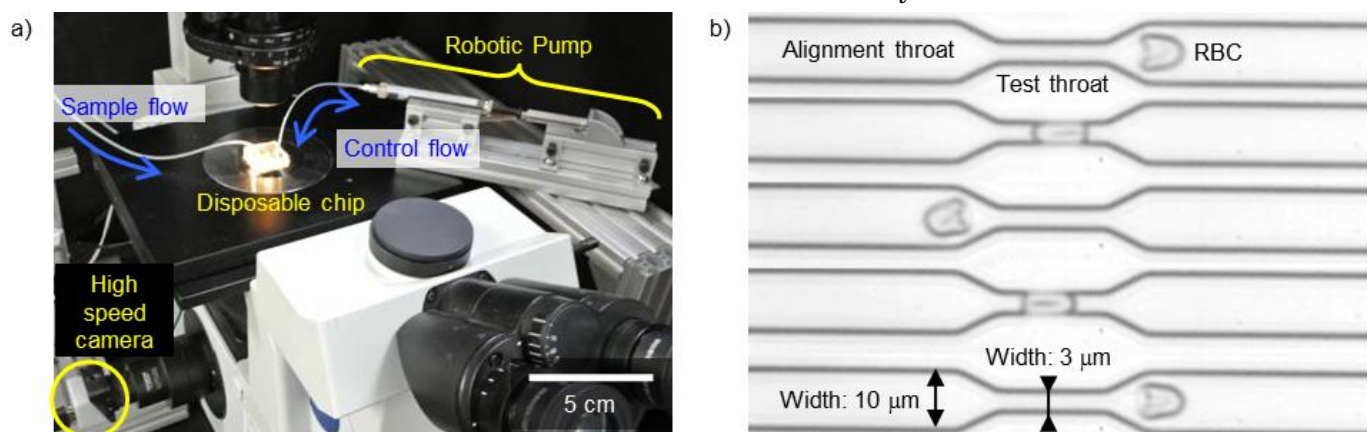 a)
Robotic Pump
Sample flow
Control flow
Disposable chip
High
speed
camera
5 cm
b)
Alignment throat
RBC
Test throat
Width: 3 μm
Width: 10 μm